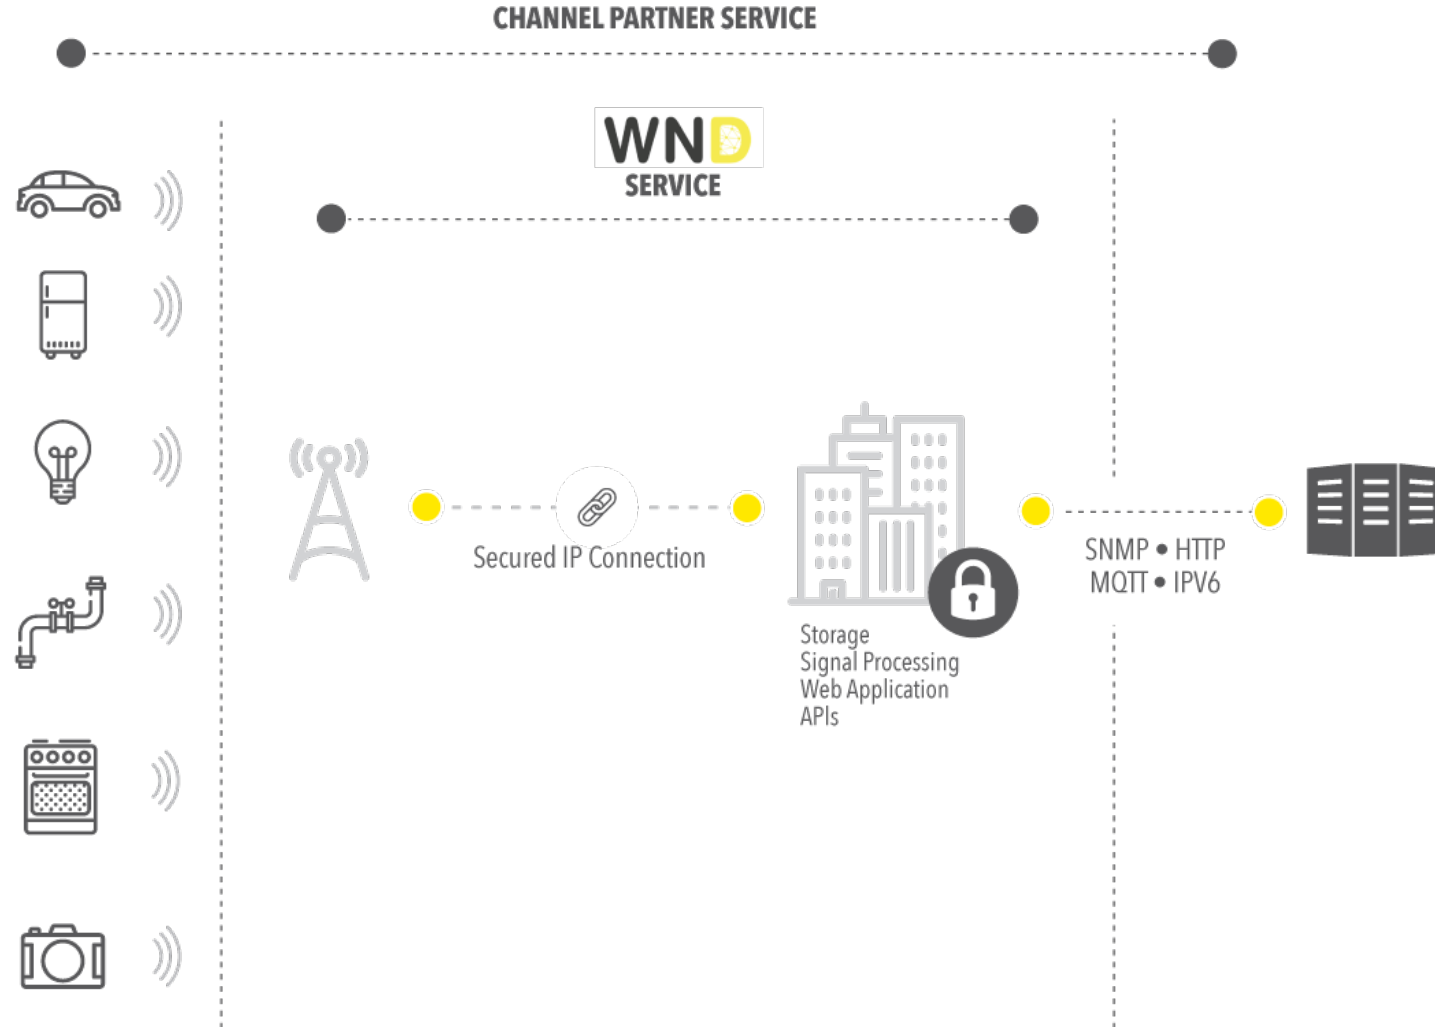 CHANNEL PARTNER SERVICE
WND
SERVICE
Secured IP Connection
SNMP • HTTP
MQTT • IPV6
Storage
Signal Processing
Web Application
APIs